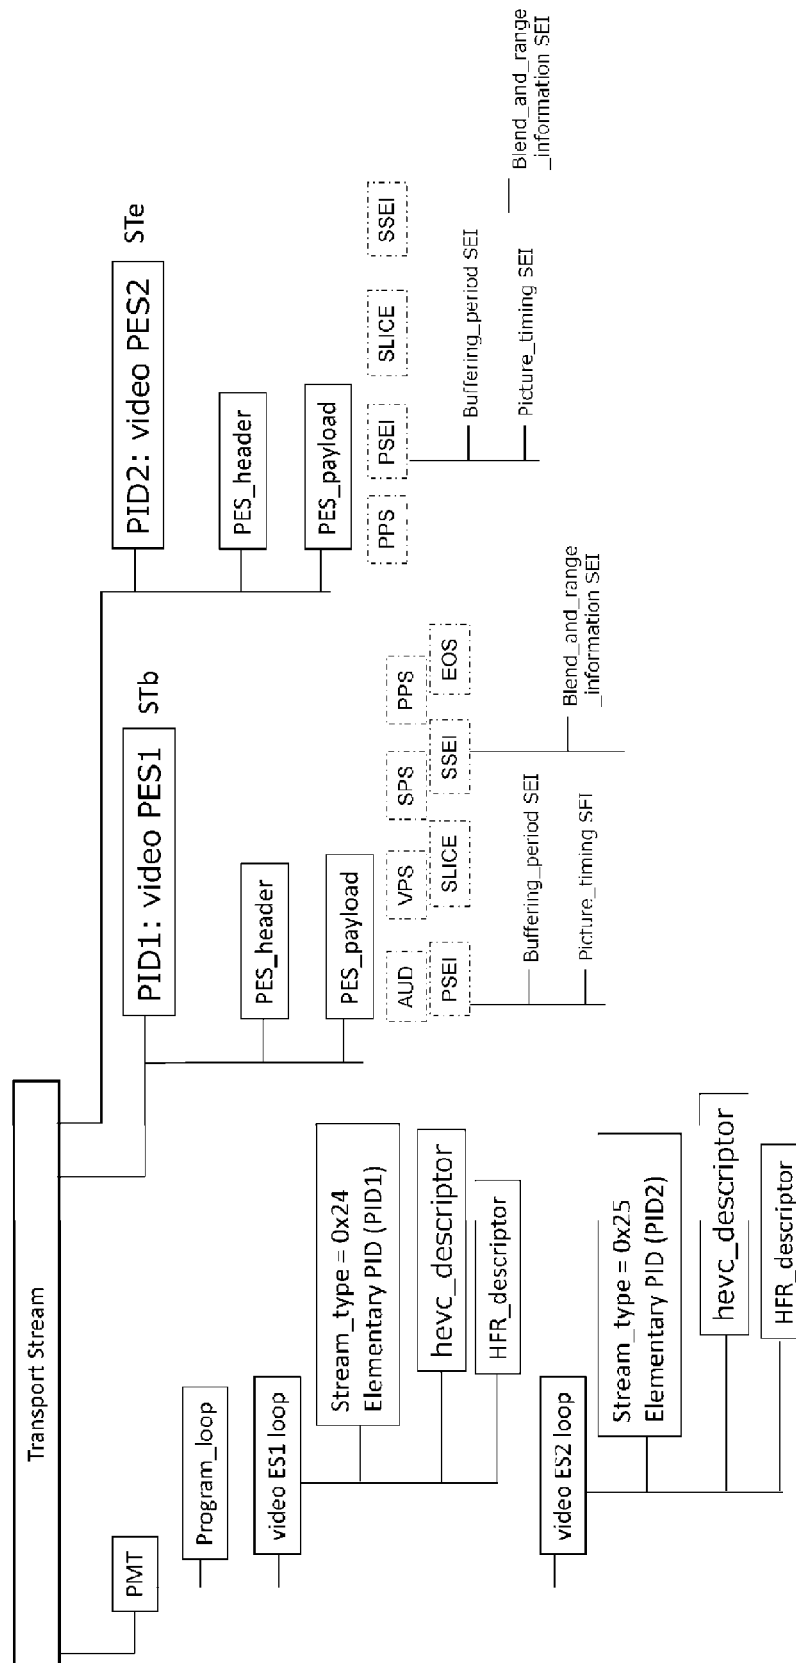 Transport Stream
PMT
Program_loop
video ES1 loop
Stream_type = 0x24
Elementary PID (PID1)
hevc_descriptor
HFR_descriptor
video ES2 loop
Stream_type = 0x25
Elementary PID (PID2)
hevc_descriptor
HFR_descriptor
PID1: video PES1
STb
PES_header
PES_payload
AUD
VPS
SPS
PPS
PSEI
SLICE
SSEI
EOS
Buffering_period SEI
Picture_timing SEI
Blend_and_range
_information SEI
PID2: video PES2
STe
PES_header
PES_payload
PPS
PSEI
SLICE
SSEI
Buffering_period SEI
Picture_timing SEI
Blend_and_range
_information SEI